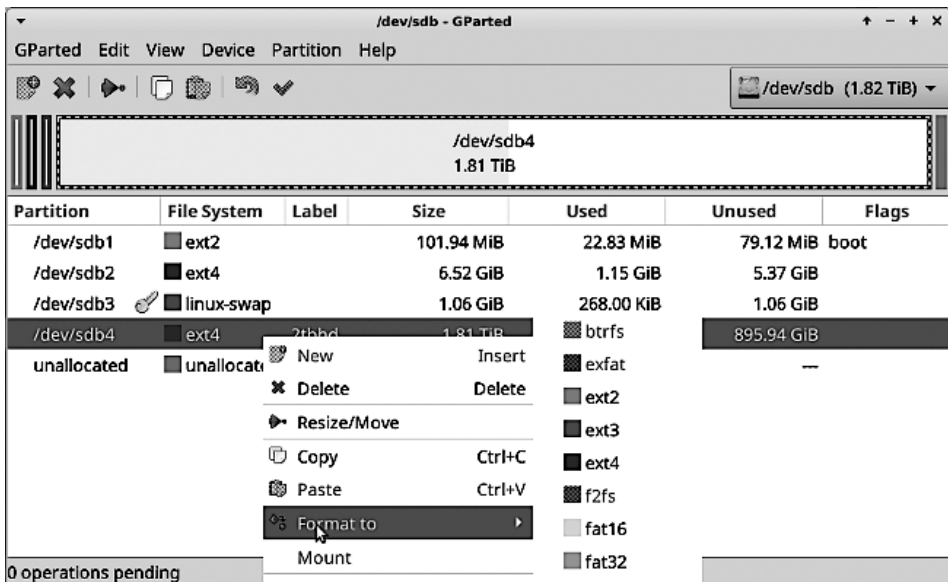 /dev/sdb - GParted
GParted Edit View Device Partition Help
/dev/sdb (1.82 TiB)
/dev/sdb4
1.81 TiB
Partition File System Label Size Used Unused Flags
/dev/sdb1 ext2 101.94 MiB 22.83 MiB 79.12 MiB boot
/dev/sdb2 ext4 6.52 GiB 1.15 GiB 5.37 GiB
/dev/sdb3 linux-swap 1.06 GiB 268.00 KiB 1.06 GiB
/dev/sdb4 ext4 2tbhd 1.81 TiB 895.94 GiB
unallocated unallocat ---
New Insert
Delete Delete
Resize/Move
Copy Ctrl+C
Paste Ctrl+V
Format to
Mount
btrfs
exfat
ext2
ext3
ext4
f2fs
fat16
fat32
0 operations pending